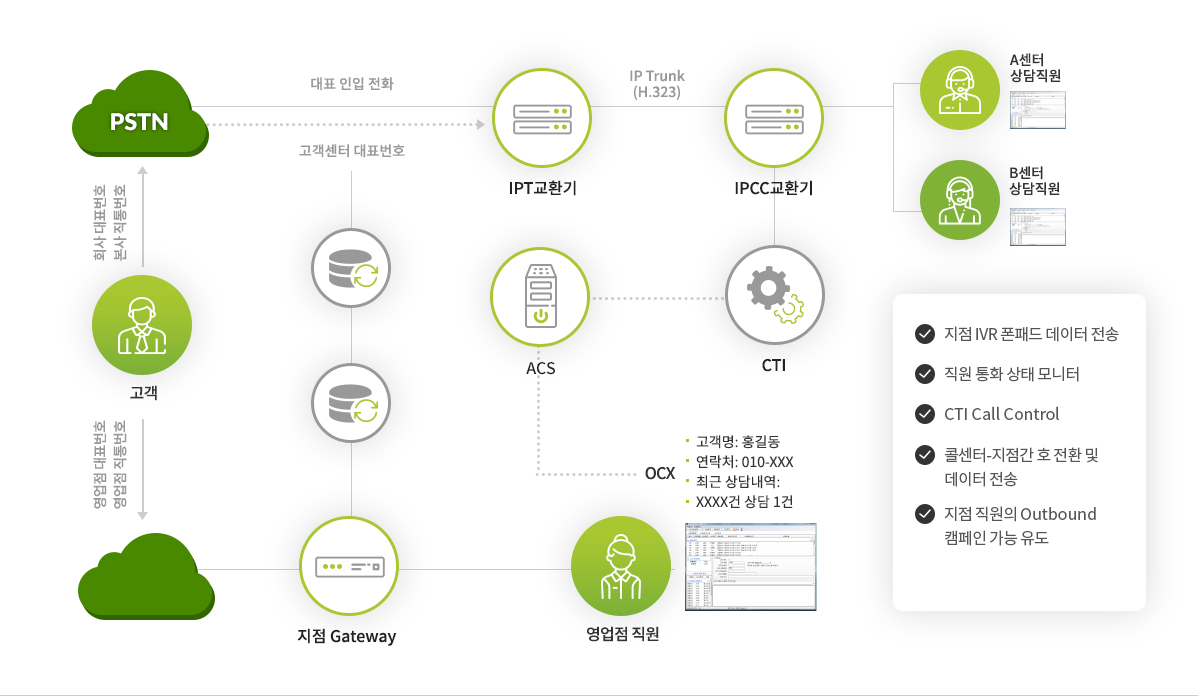 PSTN
대표 인입 전화
고객센터 대표번호
IP Trunk
(H.323)
IPT교환기
IPCC교환기
A센터
상담직원
B센터
상담직원
회사 대표번호
본사 직통번호
고객
영업점 대표번호
영업점 직통번호
ACS
CTI
OCX
고객명: 홍길동
연락처: 010-XXX
최근 상담내역:
XXXX건 상담 1건
지점 Gateway
영업점 직원
지점 IVR 폰패드 데이터 전송
직원 통화 상태 모니터
CTI Call Control
콜센터-지점간 호 전환 및
데이터 전송
지점 직원의 Outbound
캠페인 가능 유도